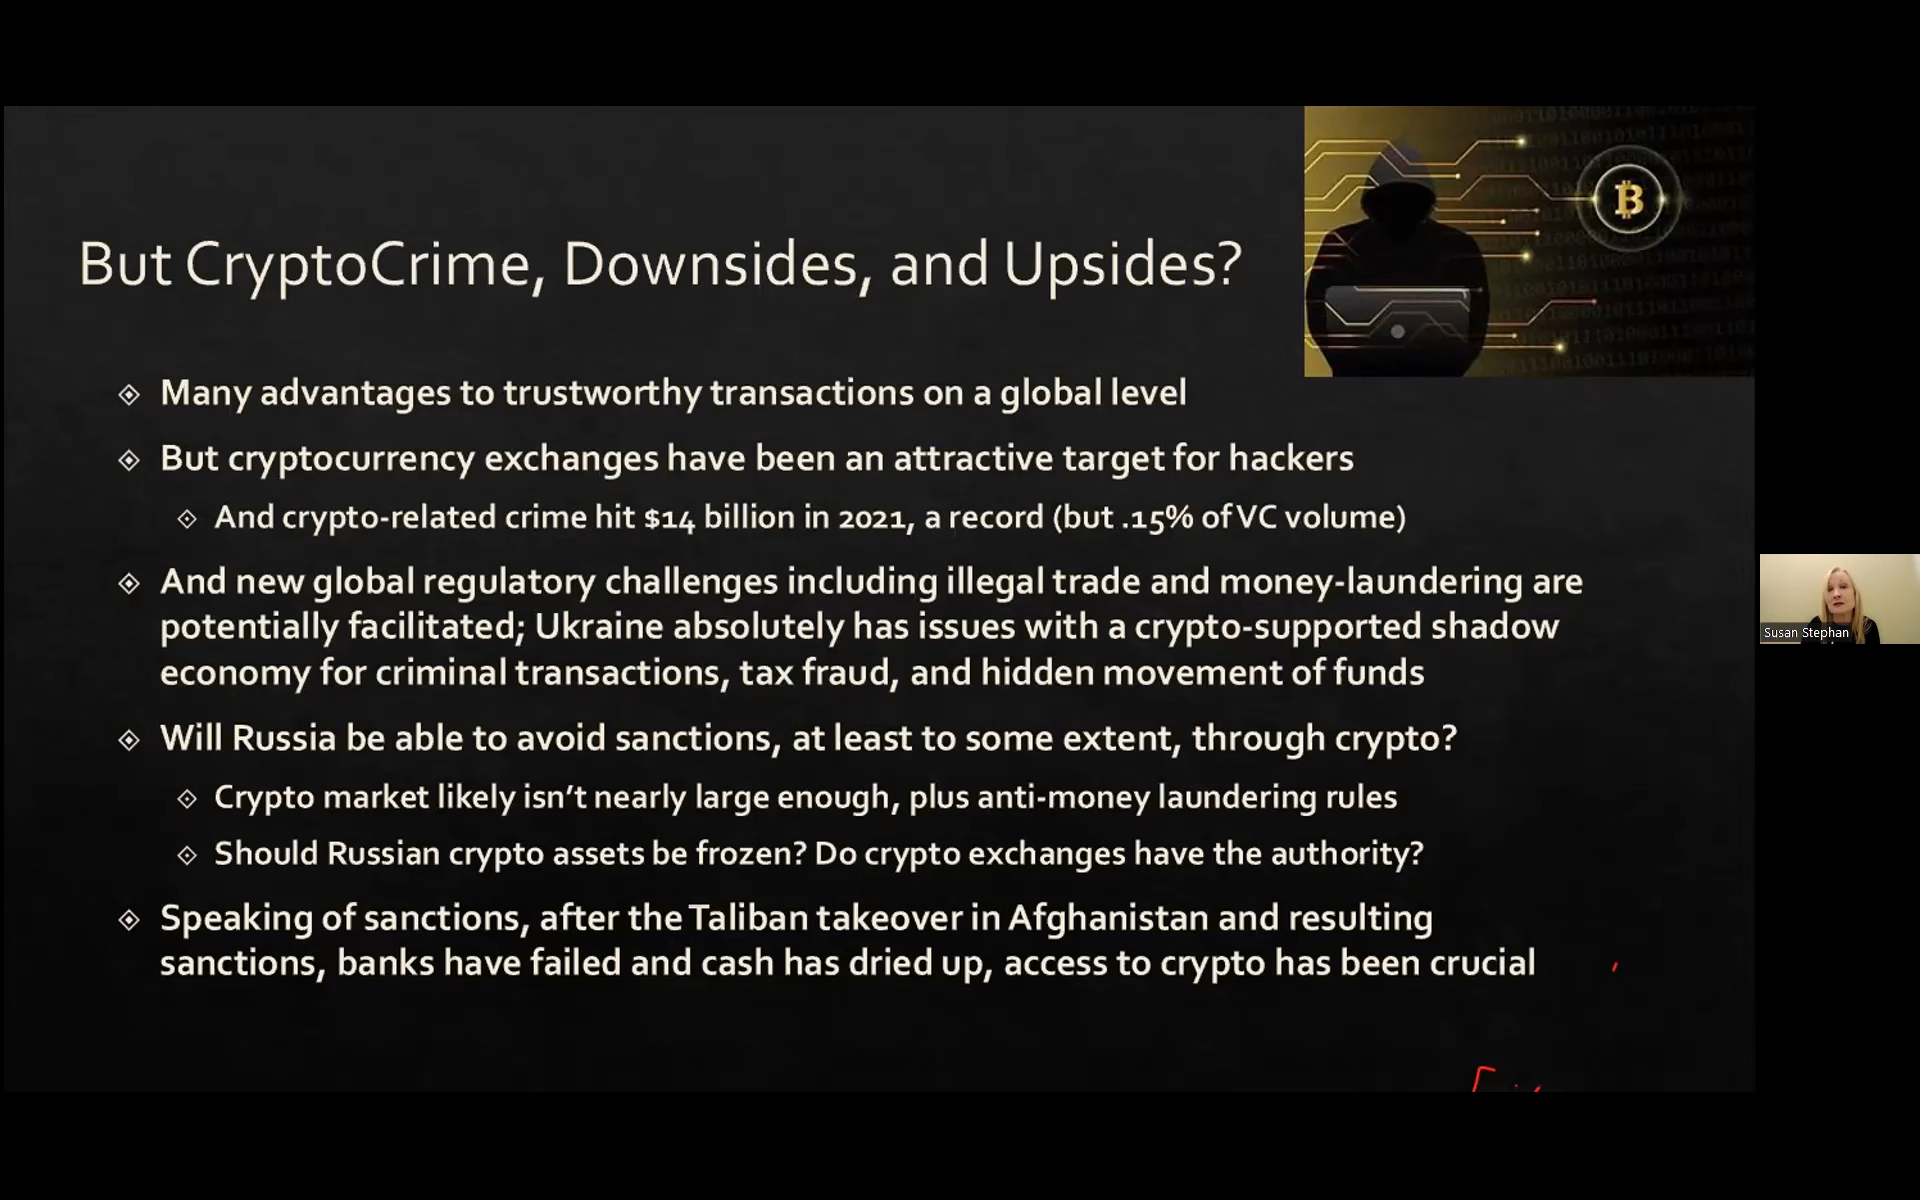 But CryptoCrime, Downsides, and Upsides?
Many advantages to trustworthy transactions on a global level
But cryptocurrency exchanges have been an attractive target for hackers
And crypto-related crime hit $14 billion in 2021, a record (but .15% of VC volume)
And new global regulatory challenges including illegal trade and money-laundering are
potentially facilitated; Ukraine absolutely has issues with a crypto-supported shadow
economy for criminal transactions, tax fraud, and hidden movement of funds
Will Russia be able to avoid sanctions, at least to some extent, through crypto?
Crypto market likely isn’t nearly large enough, plus anti-money laundering rules
Should Russian crypto assets be frozen? Do crypto exchanges have the authority?
Speaking of sanctions, after the Taliban takeover in Afghanistan and resulting
sanctions, banks have failed and cash has dried up, access to crypto has been crucial
Susan Stephan